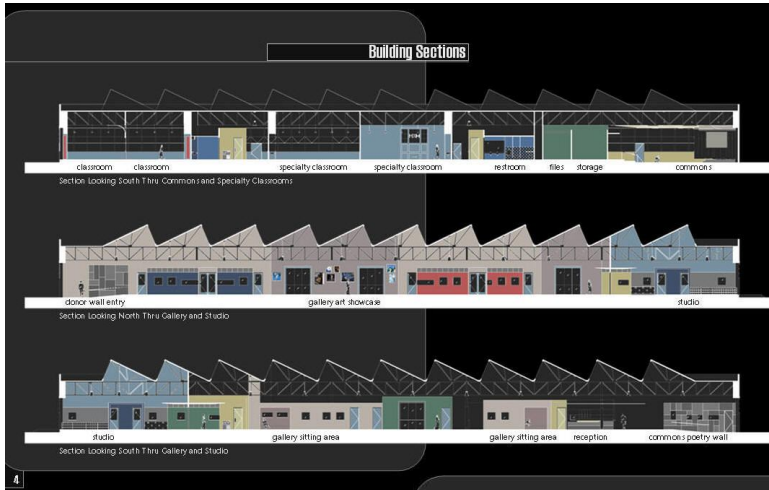 Building Sections
classroom classroom specialty classroom specialty classroom restroom files storage commons
Section Looking South Thru Commons and Specialty Classrooms
donor wall entry gallery art showcase studio
Section Looking North Thru Gallery and Studio
studio gallery sitting area gallery sitting area reception commons poetry wall
Section Looking South Thru Gallery and Studio
4